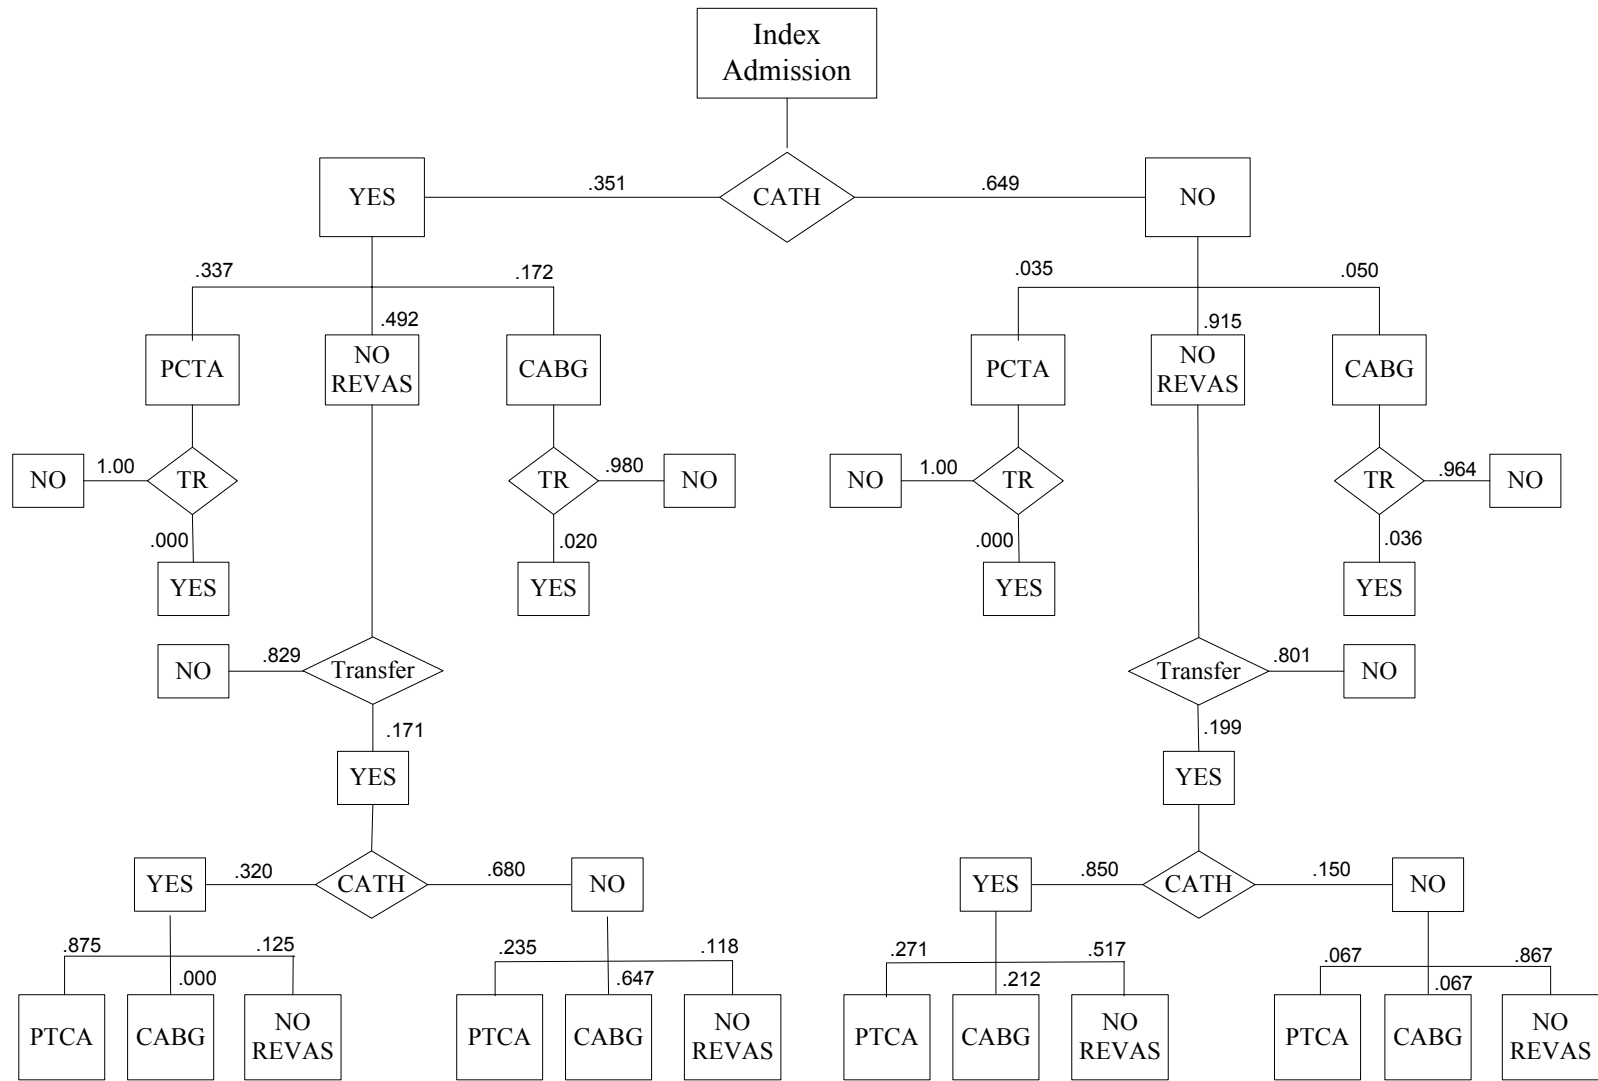 Index
Admission
YES
.351
CATH
.649
NO
.337
.172
.035
.050
.492
.915
PCTA
NO
REVAS
CABG
PCTA
NO
REVAS
CABG
NO
1.00
TR
TR
.980
NO
NO
1.00
TR
TR
.964
NO
.000
.020
.000
.036
YES
YES
YES
YES
NO
.829
Transfer
Transfer
.801
NO
.171
.199
YES
YES
YES
.320
CATH
.680
NO
YES
.850
CATH
.150
NO
.875
.125
.235
.118
.271
.517
.067
.867
.000
.647
.212
.067
PTCA
CABG
NO
REVAS
PTCA
CABG
NO
REVAS
PTCA
CABG
NO
REVAS
PTCA
CABG
NO
REVAS